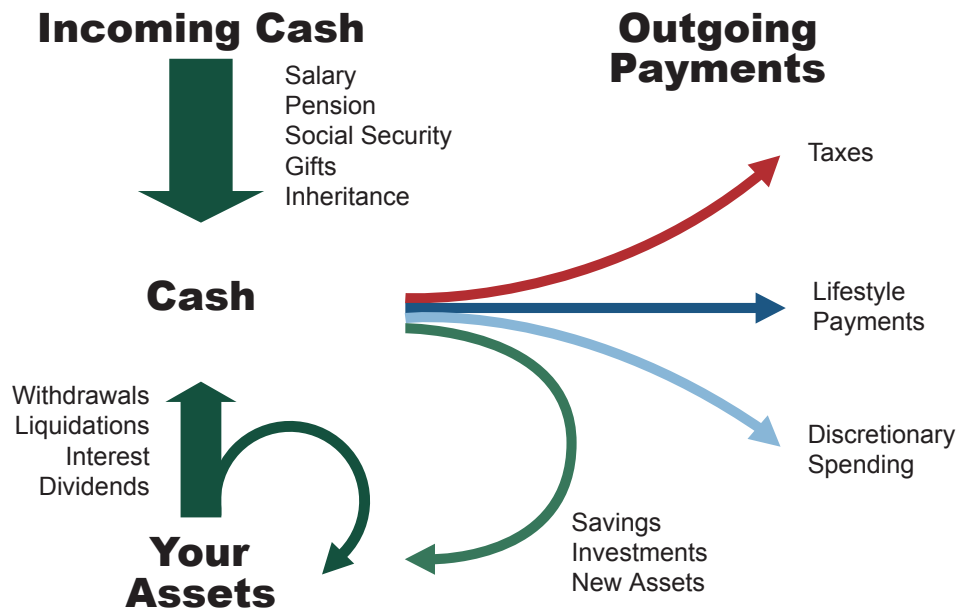 Incoming Cash
Salary
Pension
Social Security
Gifts
Inheritance
Outgoing
Payments
Taxes
Cash
Lifestyle
Payments
Withdrawals
Liquidations
Interest
Dividends
Discretionary
Spending
Your
Assets
Savings
Investments
New Assets